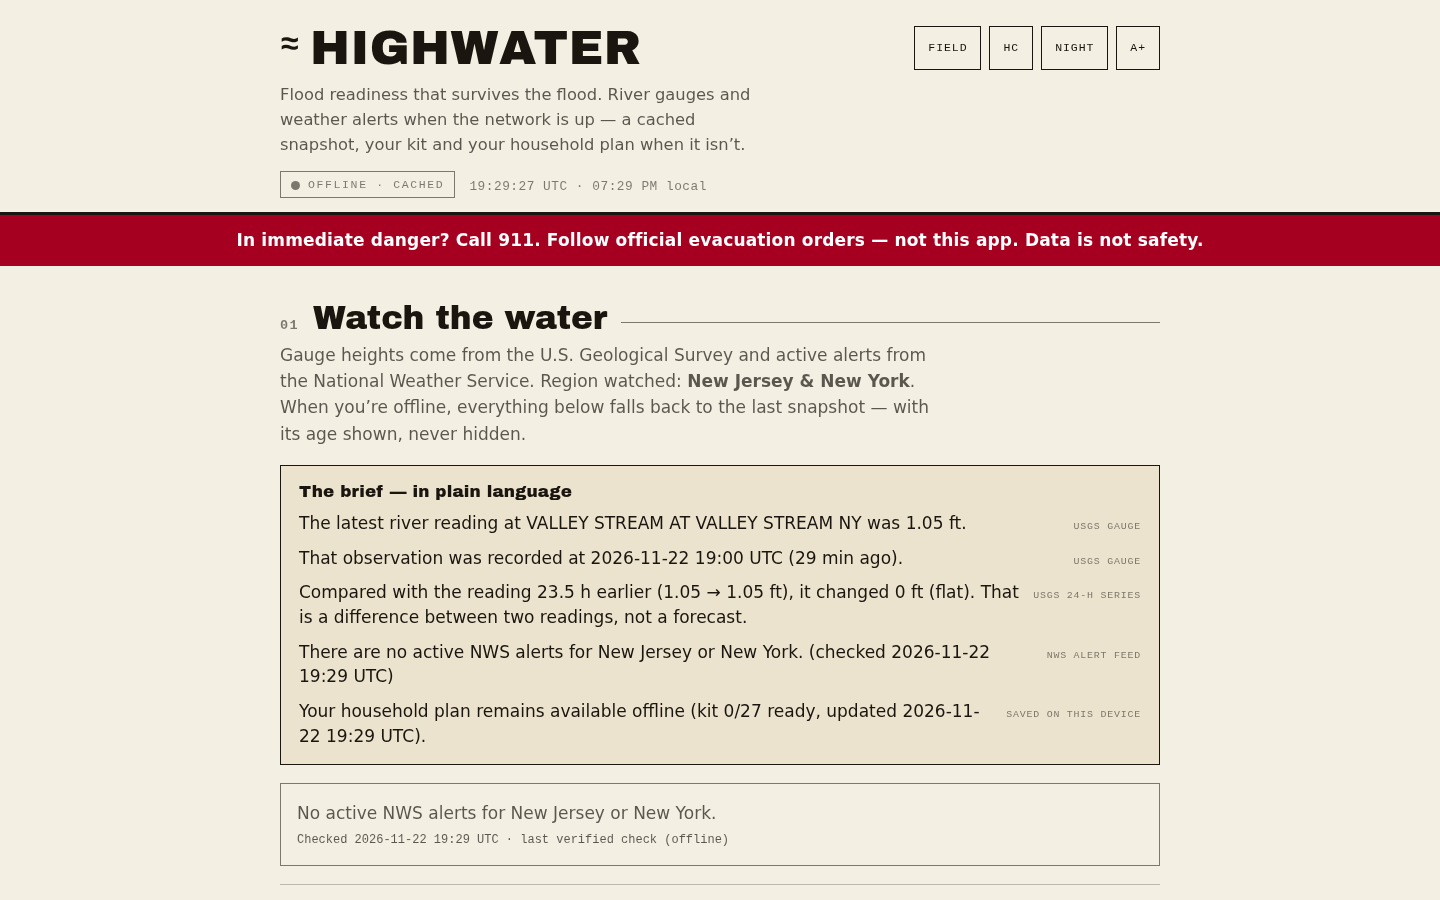 ≈ HIGHWATER
FIELD
HC
NIGHT
A+
Flood readiness that survives the flood. River gauges and
weather alerts when the network is up — a cached
snapshot, your kit and your household plan when it isn’t.
OFFLINE · CACHED
19:29:27 UTC · 07:29 PM local
In immediate danger? Call 911. Follow official evacuation orders — not this app. Data is not safety.
01 Watch the water
Gauge heights come from the U.S. Geological Survey and active alerts from
the National Weather Service. Region watched: New Jersey & New York.
When you’re offline, everything below falls back to the last snapshot — with
its age shown, never hidden.
The brief — in plain language
The latest river reading at VALLEY STREAM AT VALLEY STREAM NY was 1.05 ft.
USGS GAUGE
That observation was recorded at 2026-11-22 19:00 UTC (29 min ago).
USGS GAUGE
Compared with the reading 23.5 h earlier (1.05 → 1.05 ft), it changed 0 ft (flat). That
is a difference between two readings, not a forecast.
USGS 24-H SERIES
There are no active NWS alerts for New Jersey or New York. (checked 2026-11-22
19:29 UTC)
NWS ALERT FEED
Your household plan remains available offline (kit 0/27 ready, updated 2026-11-
22 19:29 UTC).
SAVED ON THIS DEVICE
No active NWS alerts for New Jersey or New York.
Checked 2026-11-22 19:29 UTC · last verified check (offline)